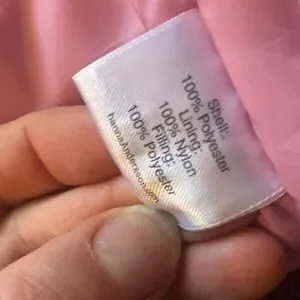 Shell:
100% Polyester
Lining:
100% Nylon
Filling:
100% Polyester
hannaAndersson.com